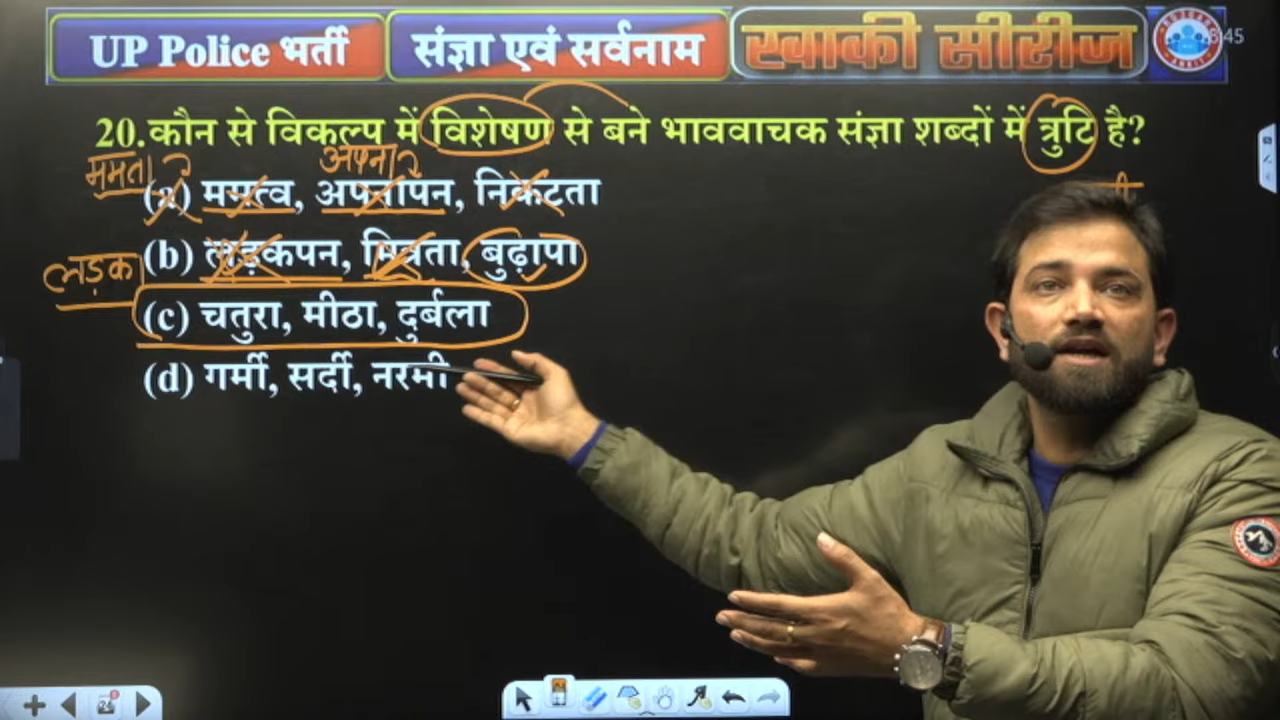 UP Police भर्ती
संज्ञा एवं सर्वनाम
खाकी सीरीज
20. कौन से विकल्प में विशेषण से बने भाववाचक संज्ञा शब्दों में त्रुटि है?
ममता
अपना
(a) ममत्व, अपनापन, निकटता
(b) लड़कपन, मित्रता, बुढ़ापा
लड़का
(c) चतुरा, मीठा, दुर्बला
(d) गर्मी, सर्दी, नरमी